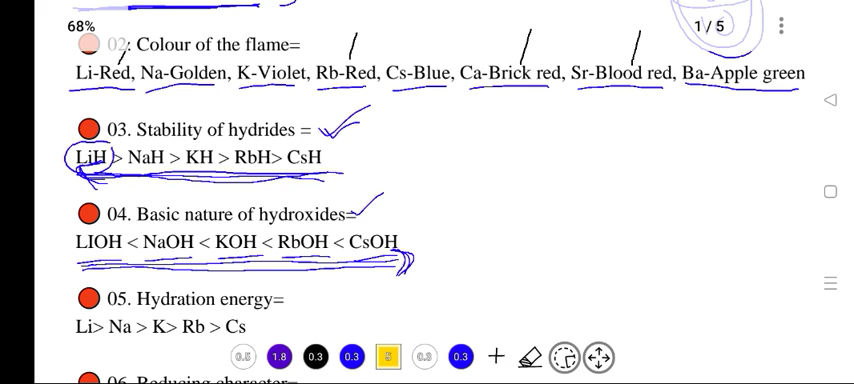 68%
1 / 5
02: Colour of the flame=
Li-Red, Na-Golden, K-Violet, Rb-Red, Cs-Blue, Ca-Brick red, Sr-Blood red, Ba-Apple green
03. Stability of hydrides =
LiH > NaH > KH > RbH> CsH
04. Basic nature of hydroxides=
LIOH < NaOH < KOH < RbOH < CsOH
05. Hydration energy=
Li> Na > K> Rb > Cs
0.5 1.8 0.3 0.3 5 0.3 0.3
06. Reducing character=